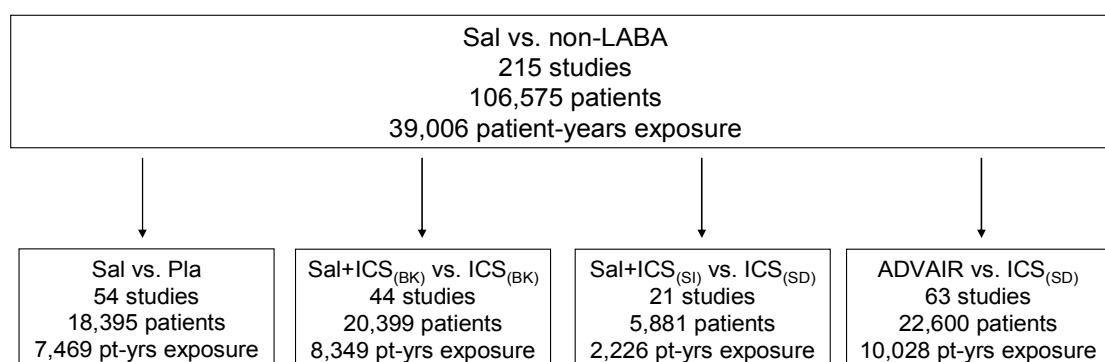 Sal vs. non-LABA
215 studies
106,575 patients
39,006 patient-years exposure
Sal vs. Pla
54 studies
18,395 patients
7,469 pt-yrs exposure
Sal+ICS(BK) vs. ICS(BK)
44 studies
20,399 patients
8,349 pt-yrs exposure
Sal+ICS(SI) vs. ICS(SD)
21 studies
5,881 patients
2,226 pt-yrs exposure
ADVAIR vs. ICS(SD)
63 studies
22,600 patients
10,028 pt-yrs exposure